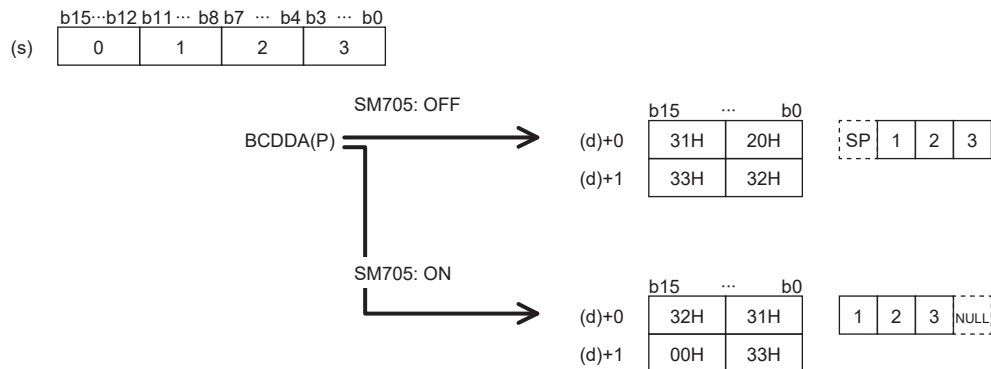 b15···b12 b11 ··· b8 b7 ··· b4 b3 ··· b0
(s) 0 1 2 3
SM705: OFF
b15 ··· b0
BCDDA(P) (d)+0 31H 20H SP 1 2 3
(d)+1 33H 32H
SM705: ON
b15 ··· b0
(d)+0 32H 31H 1 2 3 NULL
(d)+1 00H 33H